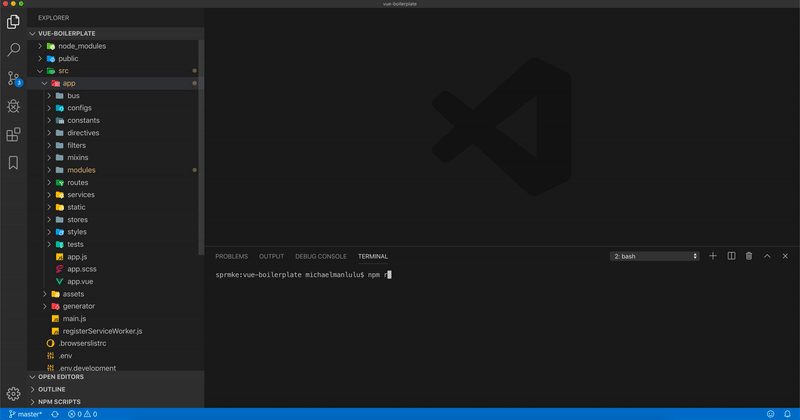 vue-boilerplate
EXPLORER
VUE-BOILERPLATE
node_modules
public
src
app
bus
configs
constants
directives
filters
mixins
modules
routes
services
static
stores
styles
tests
app.js
app.scss
app.vue
assets
generator
main.js
registerServiceWorker.js
.browserslistrc
.env
.env.development
OPEN EDITORS
OUTLINE
NPM SCRIPTS
3
PROBLEMS OUTPUT DEBUG CONSOLE TERMINAL 2: bash
sprmke:vue-boilerplate michaelmanlulu$ npm r
master* 0 0